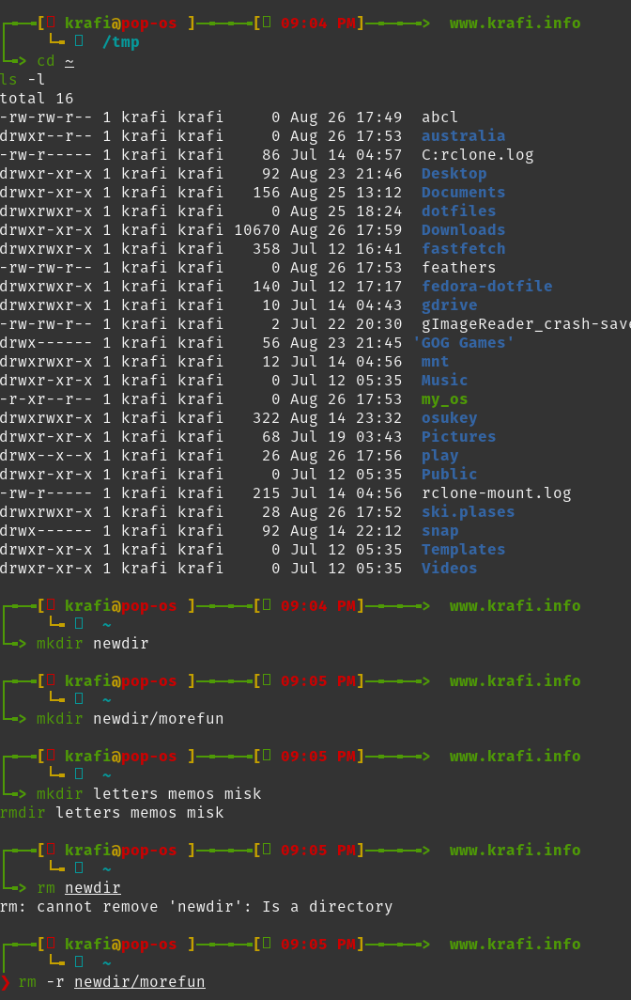 [ krafi@pop-os ] [ 09:04 PM] > www.krafi.info
/tmp
> cd ~
ls -l
total 16
-rw-rw-r-- 1 krafi krafi     0 Aug 26 17:49  abcl
drwxrw--r-- 1 krafi krafi     0 Aug 26 17:53  australia
-rw-r----- 1 krafi krafi    86 Jul 14 04:57  C:rclone.log
drwxr-xr-x 1 krafi krafi    92 Aug 23 21:46  Desktop
drwxrwxr-x 1 krafi krafi   156 Aug 25 13:12  Documents
drwxrwxr-x 1 krafi krafi     0 Aug 25 18:24  dotfiles
drwxr-xr-x 1 krafi krafi 10670 Aug 26 17:59  Downloads
drwxrwxr-x 1 krafi krafi   358 Jul 12 16:41  fastfetch
-rw-rw-r-- 1 krafi krafi     0 Aug 26 17:53  feathers
drwxrwxr-x 1 krafi krafi   140 Jul 12 17:17  fedora-dotfile
drwxrwxr-x 1 krafi krafi    10 Jul 14 04:43  gdrive
-rw-rw-r-- 1 krafi krafi     2 Jul 22 20:30  gImageReader_crash-save
drwx------ 1 krafi krafi    56 Aug 23 21:45 'GOG Games'
drwxrwxr-x 1 krafi krafi    12 Jul 14 04:56  mnt
drwxr-xr-x 1 krafi krafi     0 Jul 12 05:35  Music
-r-xr--r-- 1 krafi krafi     0 Aug 26 17:53  my_os
drwxrwxr-x 1 krafi krafi   322 Aug 14 23:32  osukey
drwxr-xr-x 1 krafi krafi    68 Jul 19 03:43  Pictures
drwx--x--x 1 krafi krafi    26 Aug 26 17:56  play
drwxr-xr-x 1 krafi krafi     0 Jul 12 05:35  Public
-rw-r----- 1 krafi krafi   215 Jul 14 04:56  rclone-mount.log
drwxrwxr-x 1 krafi krafi    28 Aug 26 17:52  ski.plases
drwx------ 1 krafi krafi    92 Aug 14 22:12  snap
drwxr-xr-x 1 krafi krafi     0 Jul 12 05:35  Templates
drwxr-xr-x 1 krafi krafi     0 Jul 12 05:35  Videos
[ krafi@pop-os ] [ 09:04 PM] > www.krafi.info
~
> mkdir newdir
[ krafi@pop-os ] [ 09:05 PM] > www.krafi.info
~
> mkdir newdir/morefun
[ krafi@pop-os ] [ 09:05 PM] > www.krafi.info
~
> mkdir letters memos misk
rmdir letters memos misk
[ krafi@pop-os ] [ 09:05 PM] > www.krafi.info
~
> rm newdir
rm: cannot remove 'newdir': Is a directory
[ krafi@pop-os ] [ 09:05 PM] > www.krafi.info
~
❯ rm -r newdir/morefun